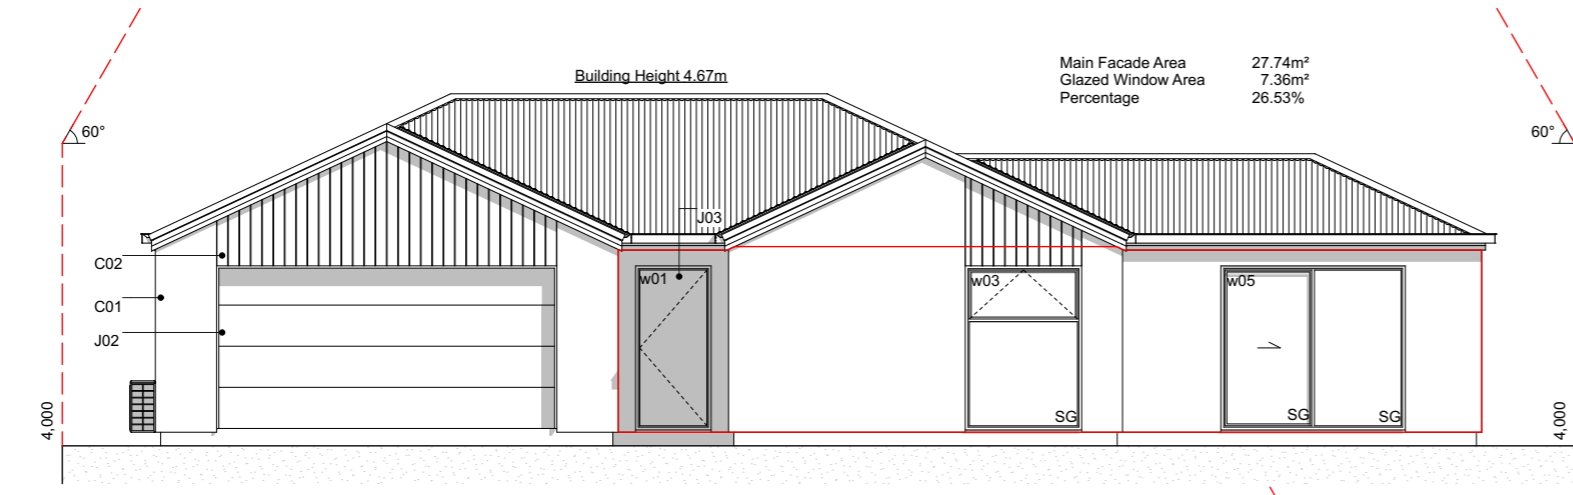 Building Height 4.67m
Main Facade Area 27.74m²
Glazed Window Area 7.36m²
Percentage 26.53%
60°
60°
J03
C02
w01
w03
w05
C01
J02
4,000
SG
SG
SG
4,000